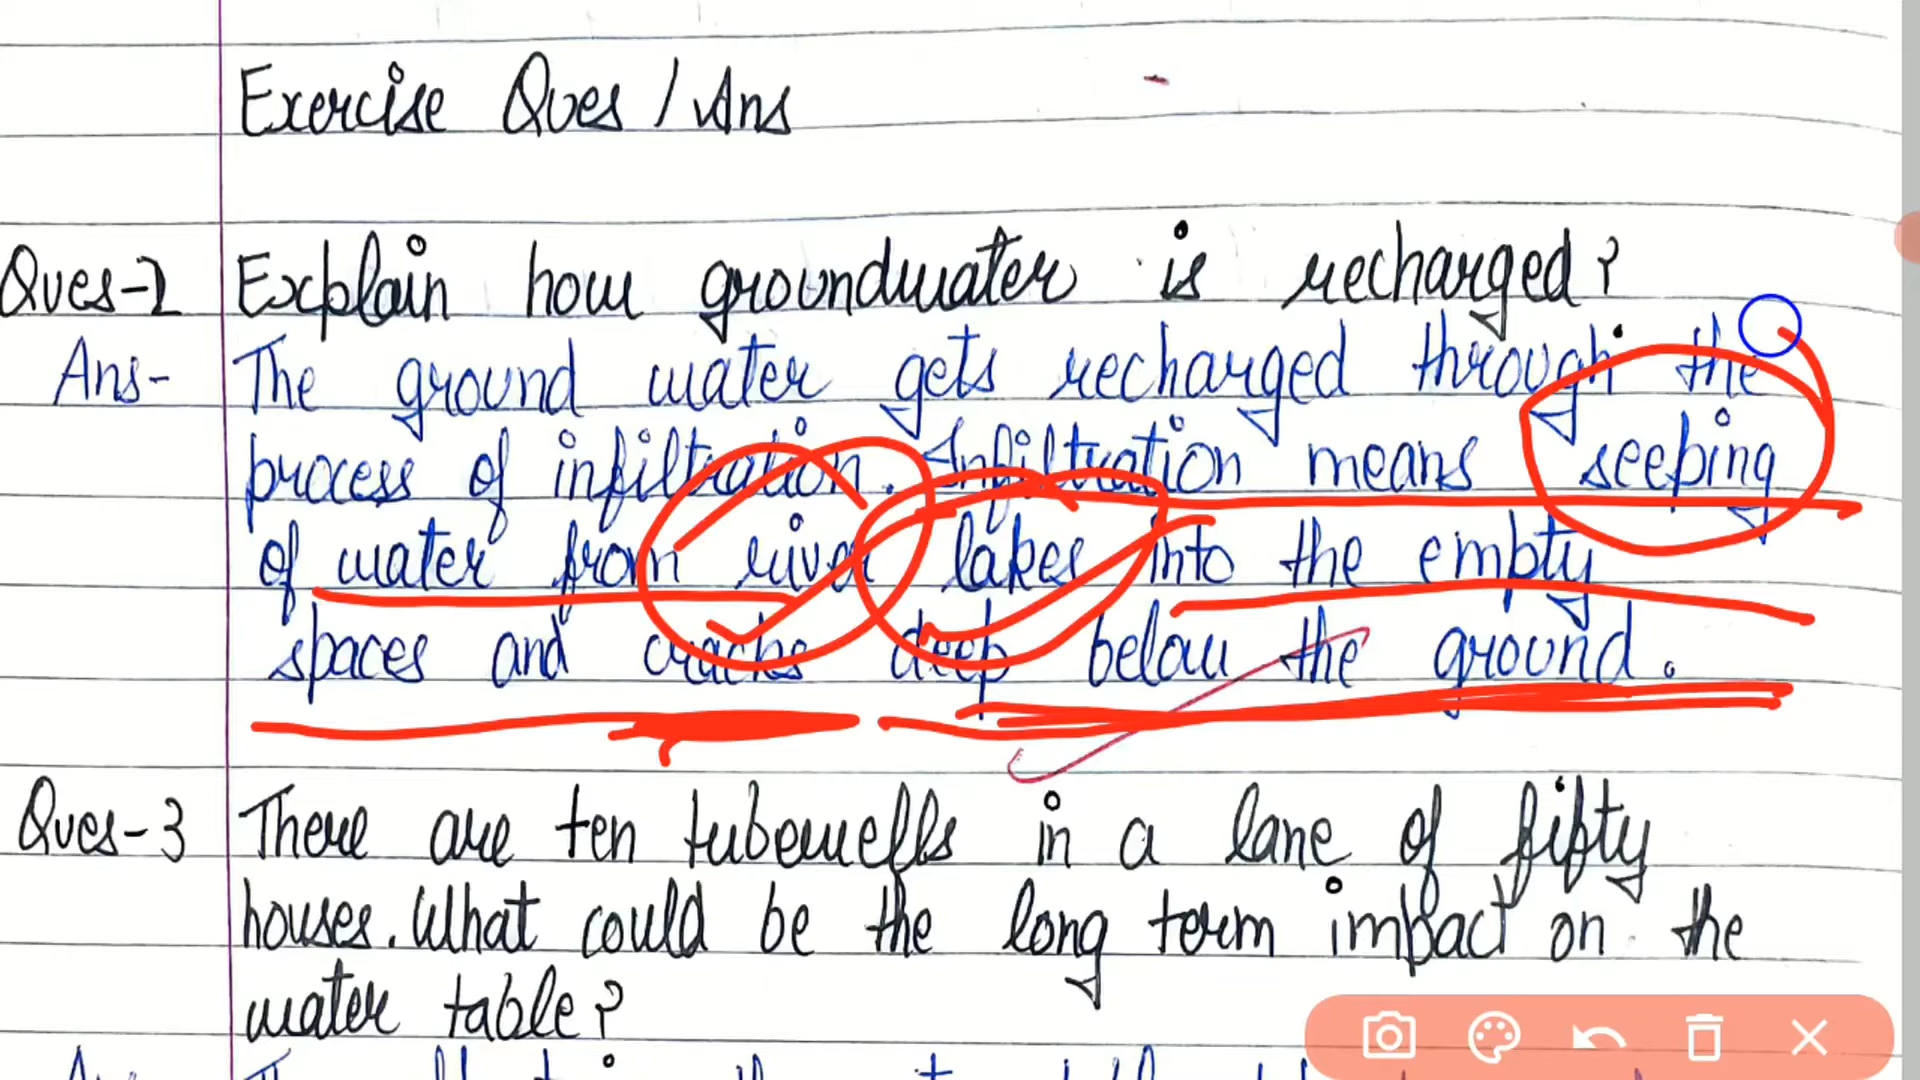 Exercise Ques / Ans
Ques-2 Explain how groundwater is recharged?
Ans- The ground water gets recharged through the
process of infiltration. Infiltration means seeping
of water from river lakes into the empty
spaces and cracks deep below the ground.
Ques-3 There are ten tubewells in a lane of fifty
houses. What could be the long term impact on the
water table?